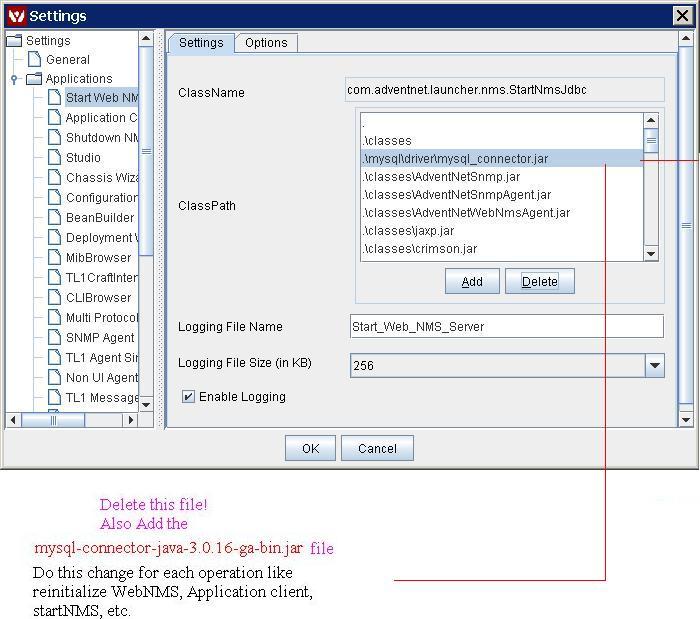 Settings
Settings
General
Applications
Start Web NM
Application C
Shutdown NM
Studio
Chassis Wiza
Configuration
BeanBuilder
Deployment
MibBrowser
TL1CraftInter
CLIBrowser
Multi Protocol
SNMP Agent
TL1 Agent Sir
Non UI Agent
TL1 Message
Settings
Options
ClassName
com.adventnet.launcher.nms.StartNmsJdbc
ClassPath
.
.\classes
.\mysql\driver\mysql_connector.jar
.\classes\AdventNetSnmp.jar
.\classes\AdventNetSnmpAgent.jar
.\classes\AdventNetWebNmsAgent.jar
.\classes\jaxp.jar
.\classes\crimson.jar
Add
Delete
Logging File Name
Start_Web_NMS_Server
Logging File Size (in KB)
256
Enable Logging
OK
Cancel
Delete this file!
Also Add the
mysql-connector-java-3.0.16-ga-bin.jar file
Do this change for each operation like
reinitialize WebNMS, Application client,
startNMS, etc.